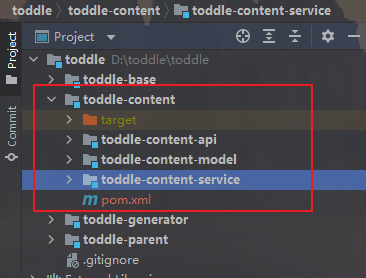 toddle toddle-content toddle-content-service
Project
Project
Commit
toddle D:\toddle\toddle
toddle-base
toddle-content
target
toddle-content-api
toddle-content-model
toddle-content-service
m pom.xml
toddle-generator
toddle-parent
.gitignore